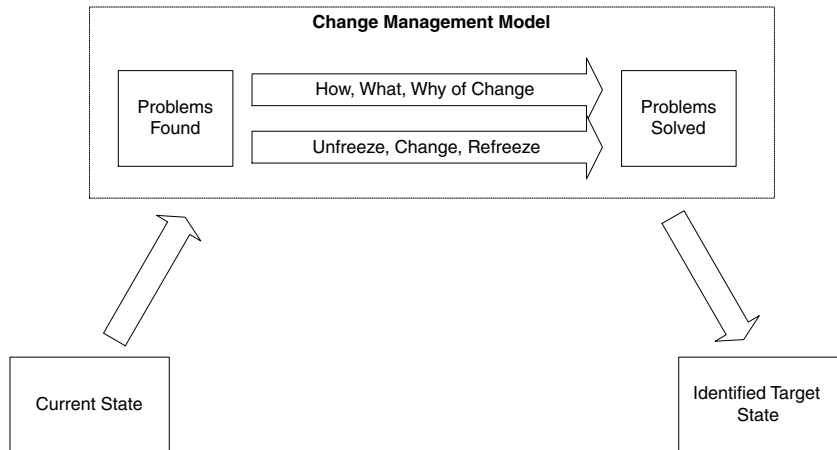 Change Management Model
Problems
Found
How, What, Why of Change
Unfreeze, Change, Refreeze
Problems
Solved
Current State
Identified Target
State